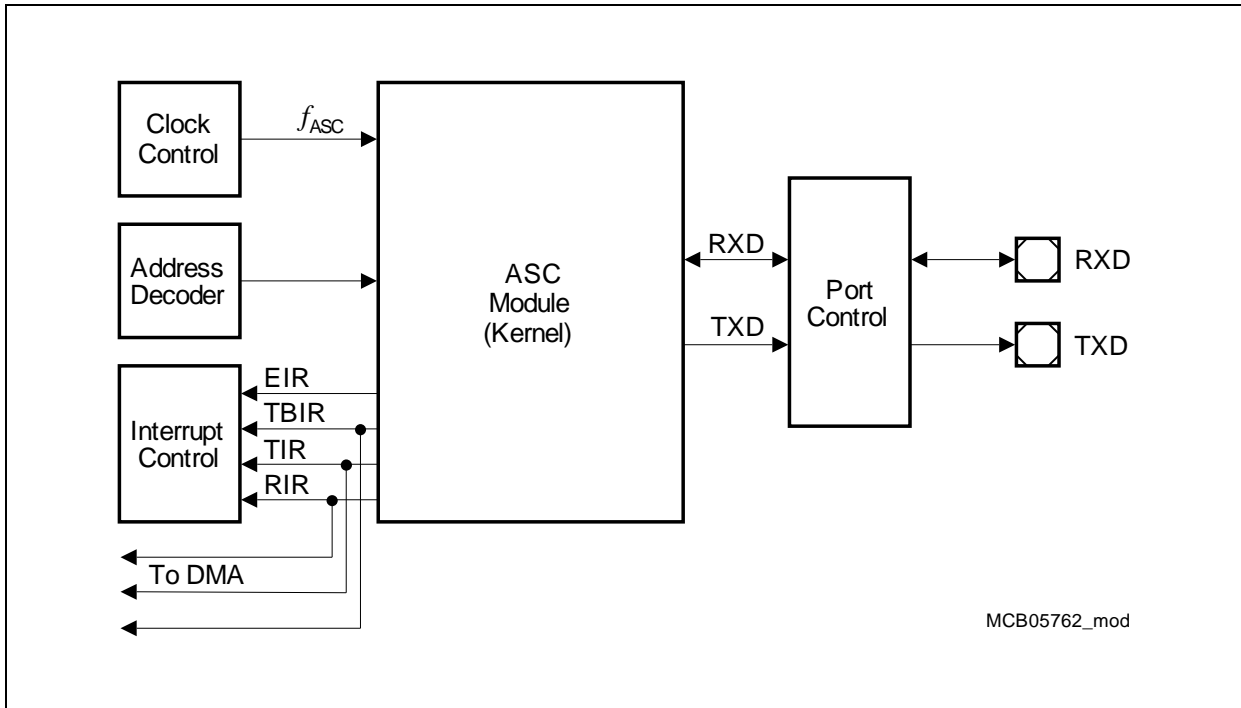 Clock
Control
fASC
Address
Decoder
ASC
Module
(Kernel)
RXD
TXD
Port
Control
RXD
TXD
Interrupt
Control
EIR
TBIR
TIR
RIR
To DMA
MCB05762_mod